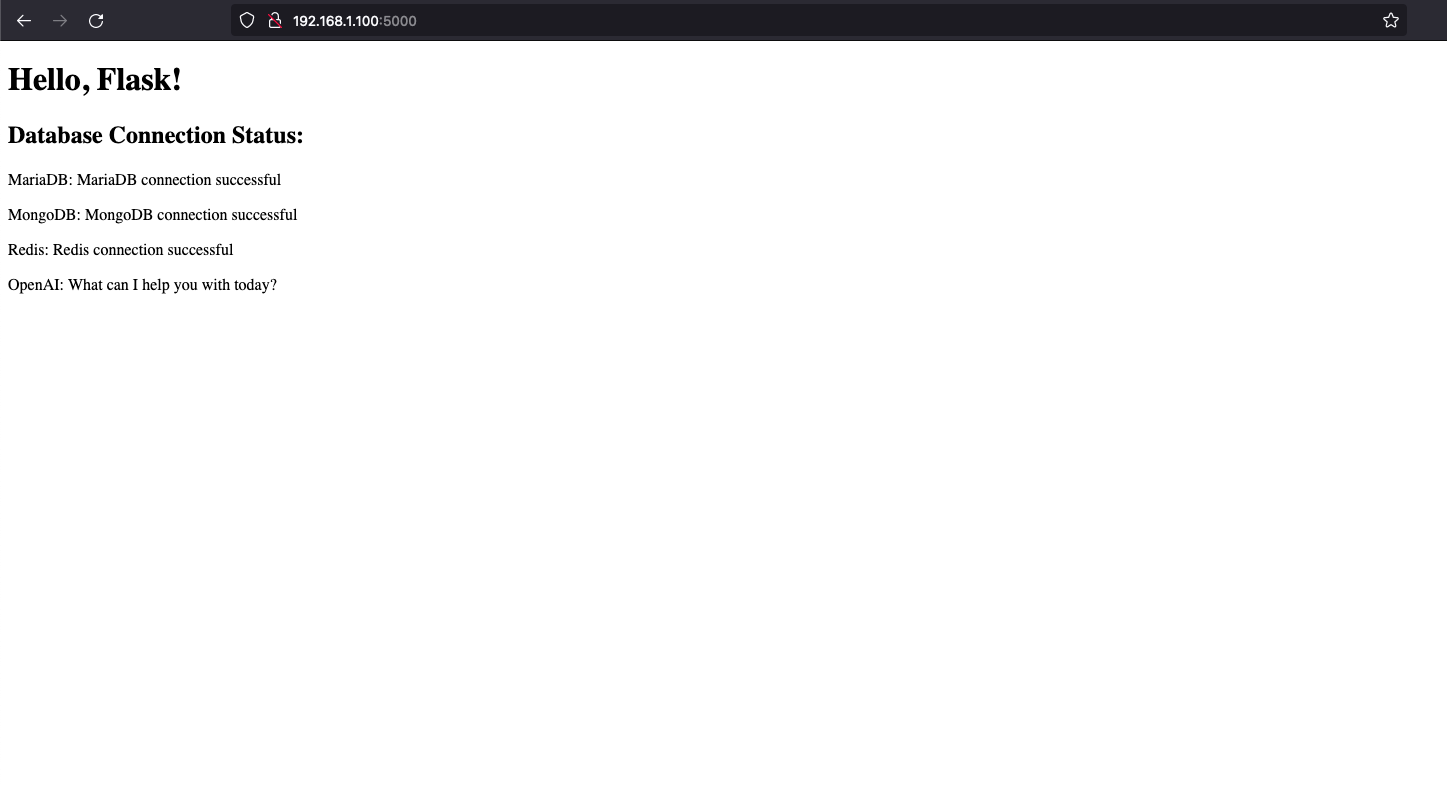 192.168.1.100:5000
Hello, Flask!
Database Connection Status:
MariaDB: MariaDB connection successful
MongoDB: MongoDB connection successful
Redis: Redis connection successful
OpenAI: What can I help you with today?